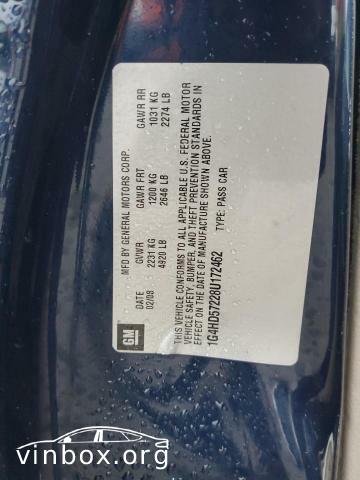 MFD BY GENERAL MOTORS CORP.
DATE GVWR GAWR FRT GAWR RR
02/08 2231 KG 1200 KG 1031 KG
4920 LB 2646 LB 2274 LB
THIS VEHICLE CONFORMS TO ALL APPLICABLE U.S. FEDERAL MOTOR
VEHICLE SAFETY, BUMPER, AND THEFT PREVENTION STANDARDS IN
EFFECT ON THE DATE OF MANUFACTURE SHOWN ABOVE.
1G4HD57228U172462 TYPE: PASS CAR
GM
vinbox.org